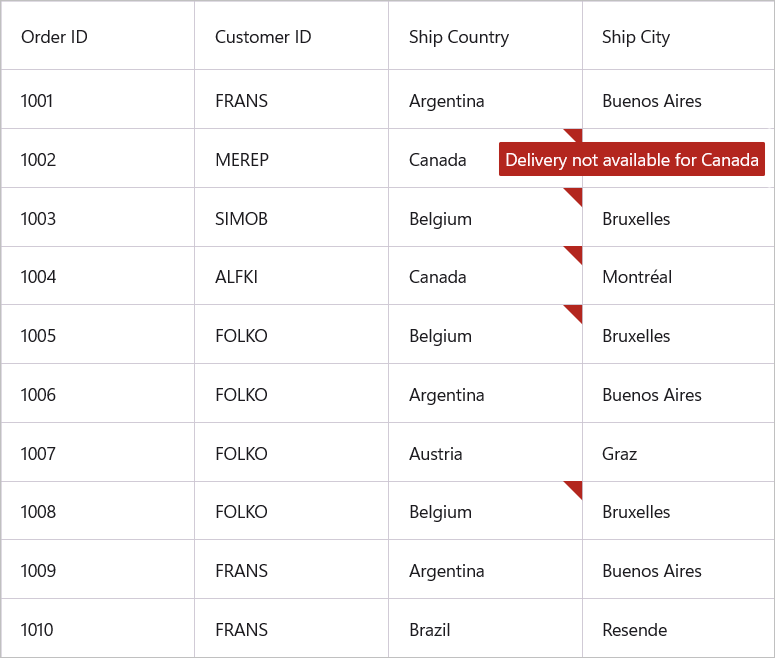 Order ID Customer ID Ship Country Ship City
1001 FRANS Argentina Buenos Aires
1002 MEREP Canada Delivery not available for Canada
1003 SIMOB Belgium Bruxelles
1004 ALFKI Canada Montréal
1005 FOLKO Belgium Bruxelles
1006 FOLKO Argentina Buenos Aires
1007 FOLKO Austria Graz
1008 FOLKO Belgium Bruxelles
1009 FRANS Argentina Buenos Aires
1010 FRANS Brazil Resende